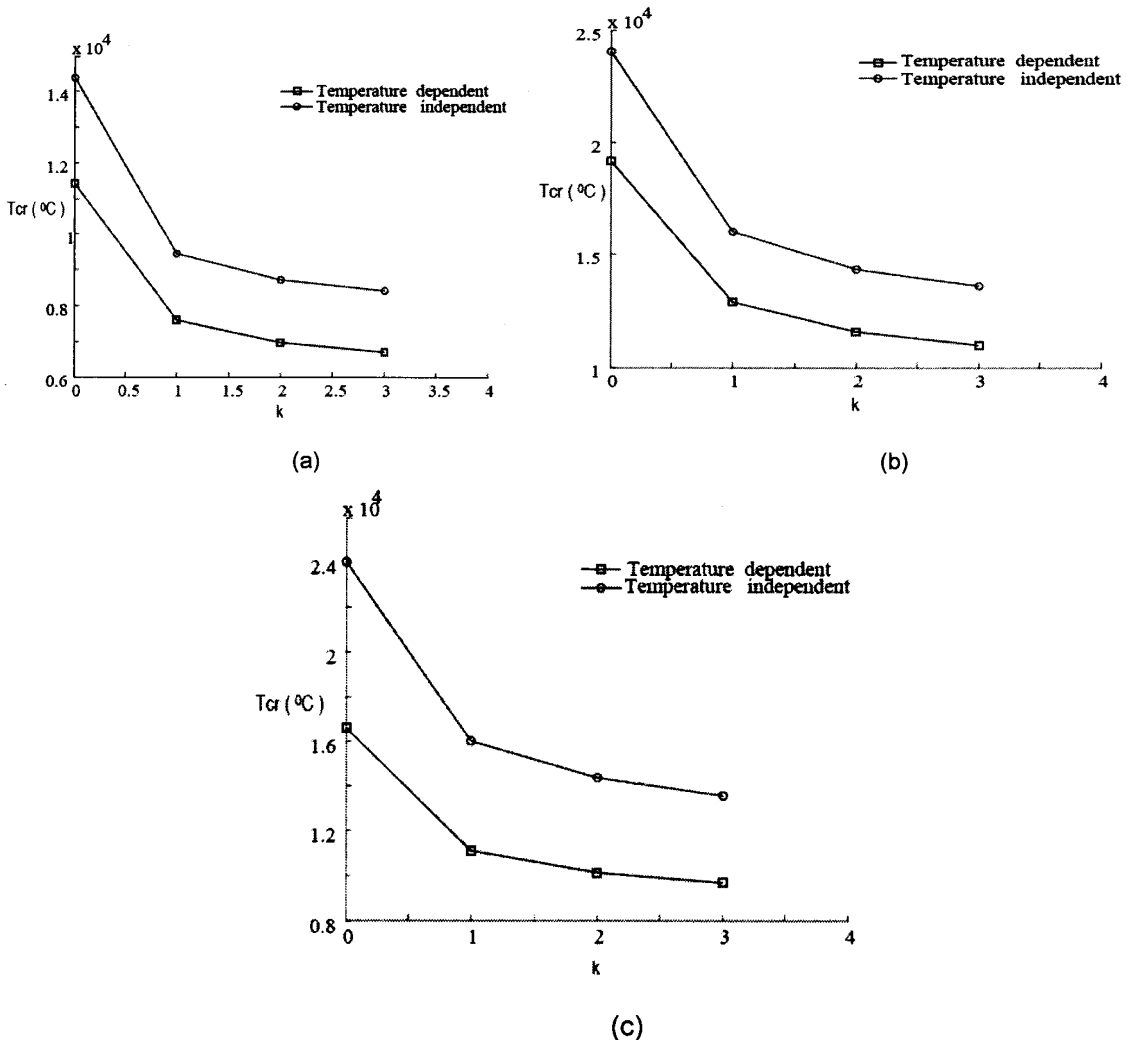 x 10^4
1.4
1.2
1
0.8
0.6
Tcr ( ⁰C )
0 0.5 1 1.5 2 2.5 3 3.5 4
k
Temperature dependent
Temperature independent
(a)
x 10^4
2.5
2
1.5
1
Tcr ( ⁰C )
0 1 2 3 4
k
Temperature dependent
Temperature independent
(b)
x 10^4
2.4
2
1.6
1.2
0.8
Tcr ( ⁰C )
0 1 2 3 4
k
Temperature dependent
Temperature independent
(c)